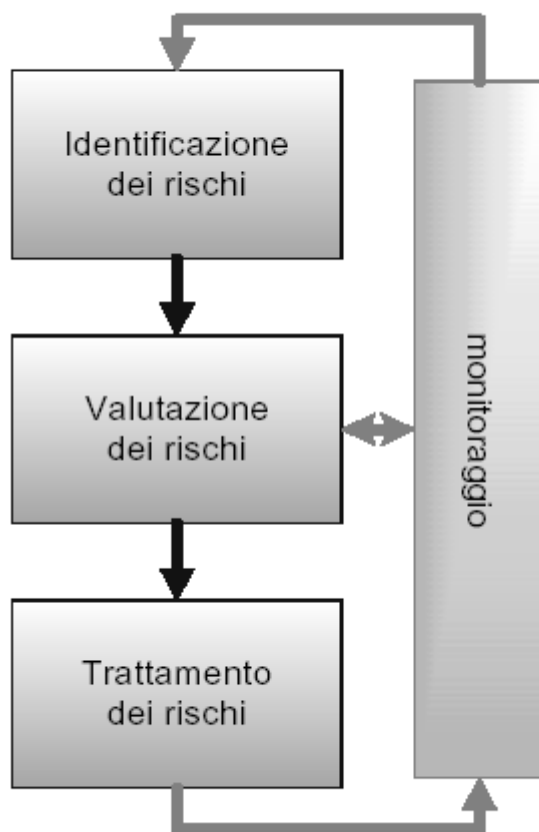 Identificazione
dei rischi
Valutazione
dei rischi
monitoraggio
Trattamento
dei rischi